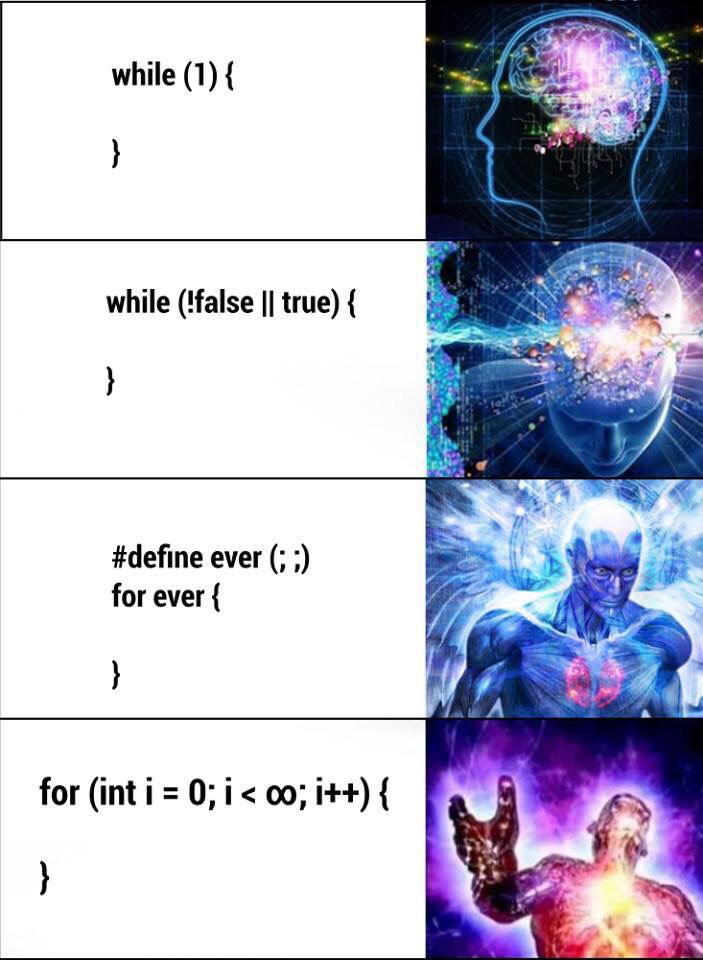 while (1) {
}
while (!false || true) {
}
#define ever (; ;)
for ever {
}
for (int i = 0; i < ∞; i++) {
}